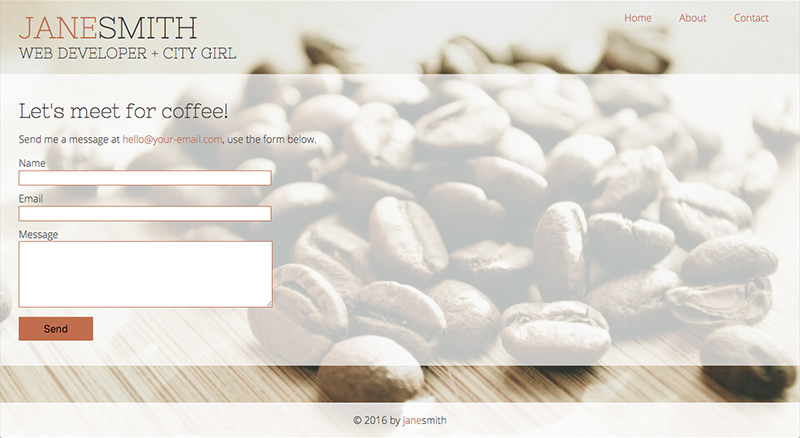 JANESMITH
WEB DEVELOPER + CITY GIRL
Home About Contact
Let's meet for coffee!
Send me a message at hello@your-email.com, use the form below.
Name
Email
Message
Send
© 2016 by janesmith